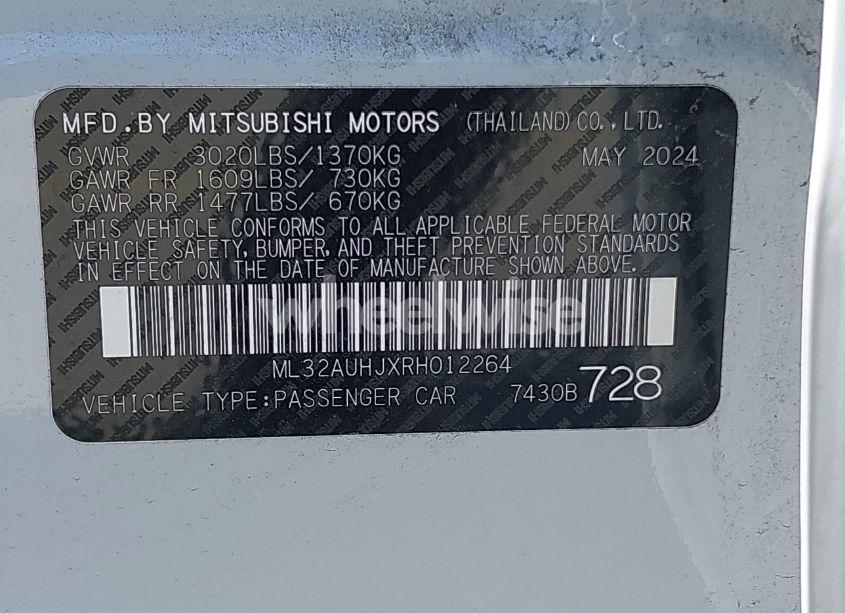 MFD.BY MITSUBISHI MOTORS (THAILAND)CO.,LTD.
GVWR 3020LBS/1370KG MAY 2024
GAWR FR 1609LBS/ 730KG
GAWR RR 1477LBS/ 670KG
THIS VEHICLE CONFORMS TO ALL APPLICABLE FEDERAL MOTOR
VEHICLE SAFETY, BUMPER, AND THEFT PREVENTION STANDARDS
IN EFFECT ON THE DATE OF MANUFACTURE SHOWN ABOVE.
wheelwise
ML32AUHJXRH012264
VEHICLE TYPE:PASSENGER CAR 7430B 728